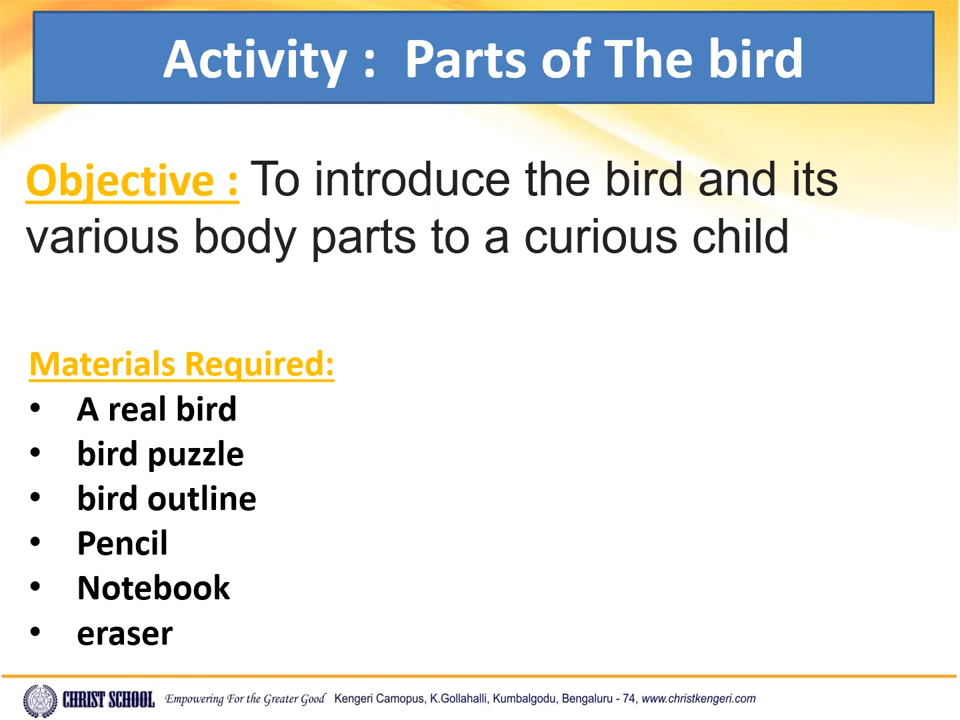 Activity :  Parts of The bird
Objective : To introduce the bird and its
various body parts to a curious child
Materials Required:
• A real bird
• bird puzzle
• bird outline
• Pencil
• Notebook
• eraser
CHRIST SCHOOL Empowering For the Greater Good Kengeri Camopus, K.Gollahalli, Kumbalgodu, Bengaluru - 74, www.christkengeri.com